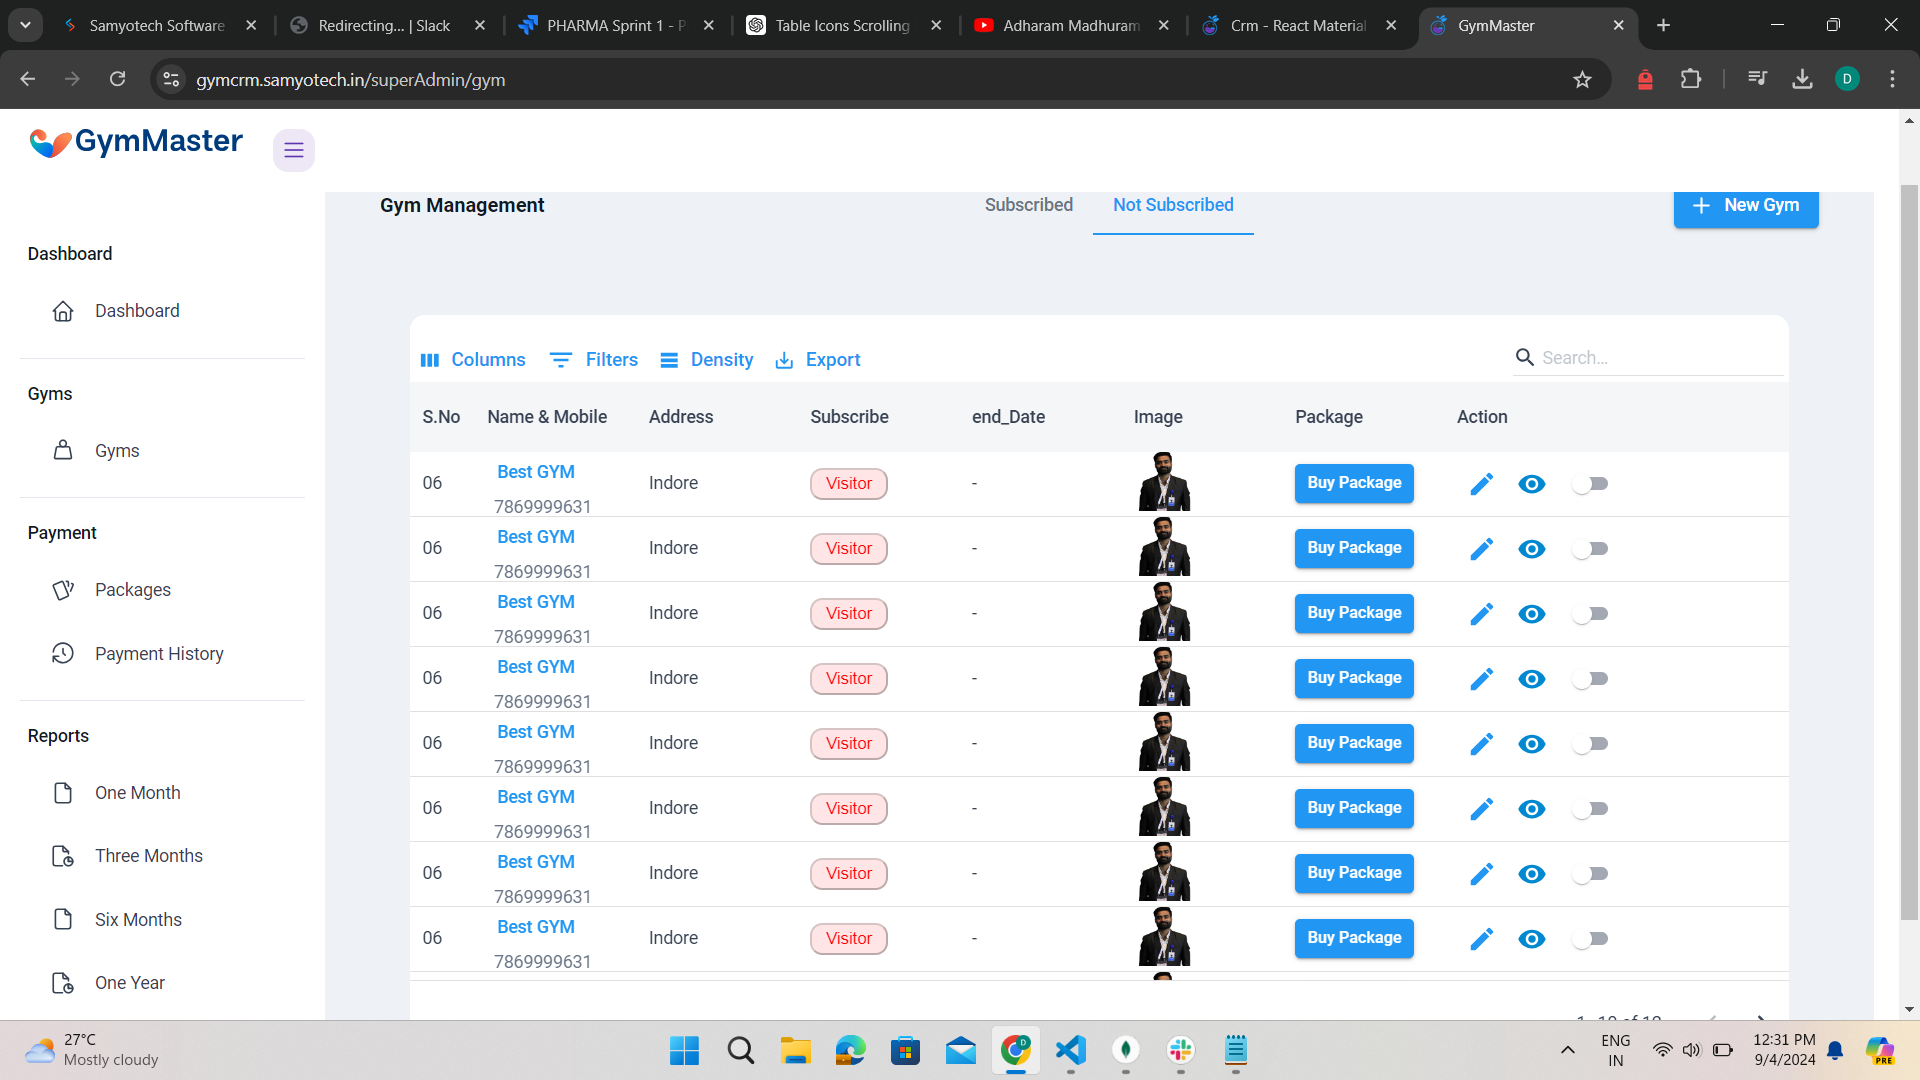 Samyotech Software
Redirecting... | Slack
PHARMA Sprint 1 - P
Table Icons Scrolling
Adharam Madhuram
Crm - React Material
GymMaster
gymcrm.samyotech.in/superAdmin/gym
D
GymMaster
Gym Management
Subscribed
Not Subscribed
New Gym
Dashboard
Dashboard
Gyms
Gyms
Payment
Packages
Payment History
Reports
One Month
Three Months
Six Months
One Year
Columns
Filters
Density
Export
Search...
S.No Name & Mobile Address Subscribe end_Date Image Package Action
06 Best GYM Indore Visitor - Buy Package
7869999631
06 Best GYM Indore Visitor - Buy Package
7869999631
06 Best GYM Indore Visitor - Buy Package
7869999631
06 Best GYM Indore Visitor - Buy Package
7869999631
06 Best GYM Indore Visitor - Buy Package
7869999631
06 Best GYM Indore Visitor - Buy Package
7869999631
06 Best GYM Indore Visitor - Buy Package
7869999631
06 Best GYM Indore Visitor - Buy Package
7869999631
27°C
Mostly cloudy
D
ENG
IN
12:31 PM
9/4/2024
PRE